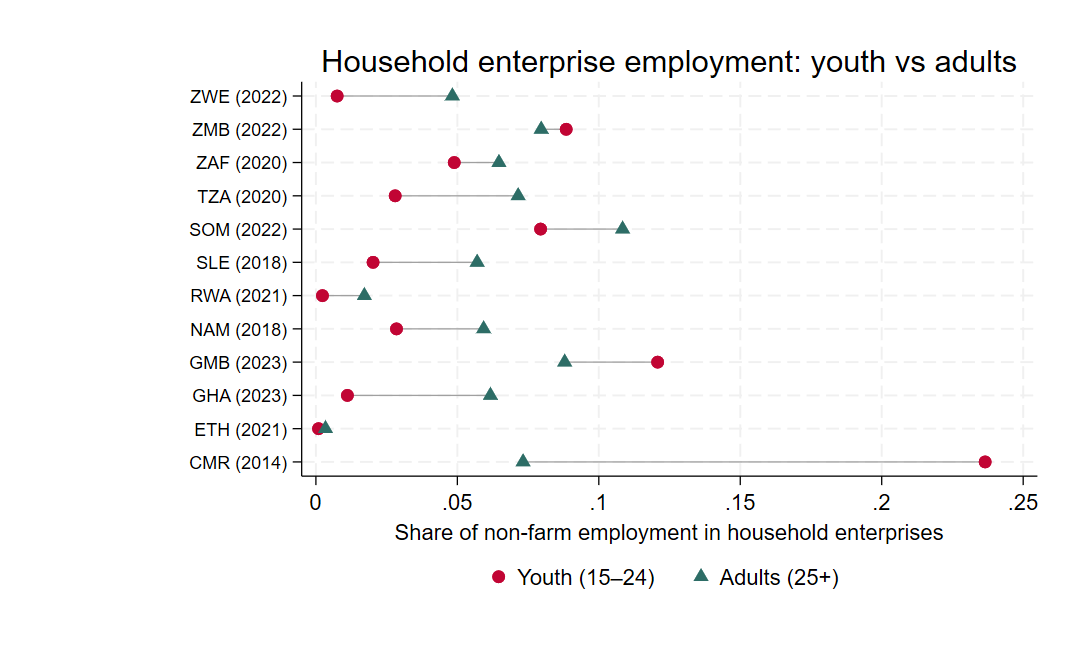 Household enterprise employment: youth vs adults
ZWE (2022)
ZMB (2022)
ZAF (2020)
TZA (2020)
SOM (2022)
SLE (2018)
RWA (2021)
NAM (2018)
GMB (2023)
GHA (2023)
ETH (2021)
CMR (2014)
0 .05 .1 .15 .2 .25
Share of non-farm employment in household enterprises
Youth (15–24) Adults (25+)